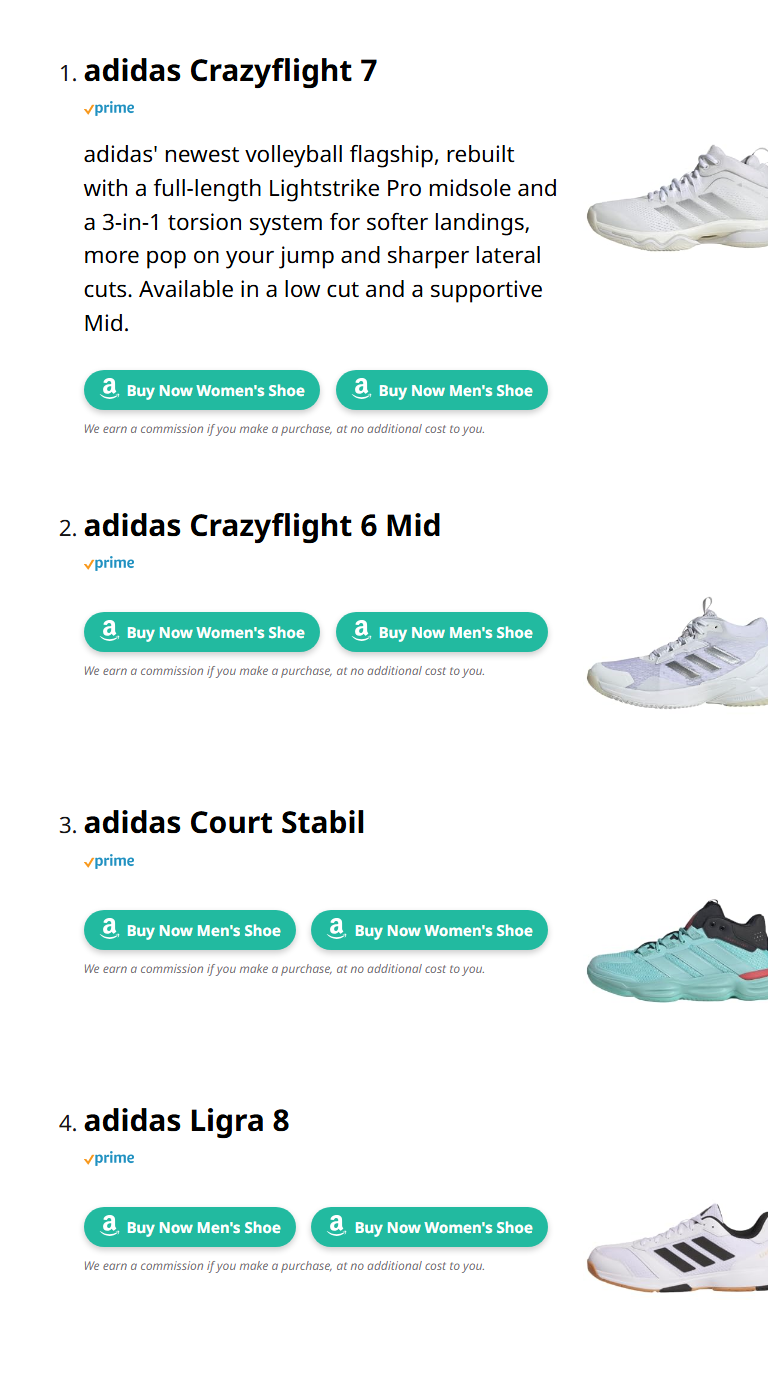 1. adidas Crazyflight 7
prime
adidas' newest volleyball flagship, rebuilt
with a full-length Lightstrike Pro midsole and
a 3-in-1 torsion system for softer landings,
more pop on your jump and sharper lateral
cuts. Available in a low cut and a supportive
Mid.
Buy Now Women's Shoe Buy Now Men's Shoe
We earn a commission if you make a purchase, at no additional cost to you.
2. adidas Crazyflight 6 Mid
prime
Buy Now Women's Shoe Buy Now Men's Shoe
We earn a commission if you make a purchase, at no additional cost to you.
3. adidas Court Stabil
prime
Buy Now Men's Shoe Buy Now Women's Shoe
We earn a commission if you make a purchase, at no additional cost to you.
4. adidas Ligra 8
prime
Buy Now Men's Shoe Buy Now Women's Shoe
We earn a commission if you make a purchase, at no additional cost to you.